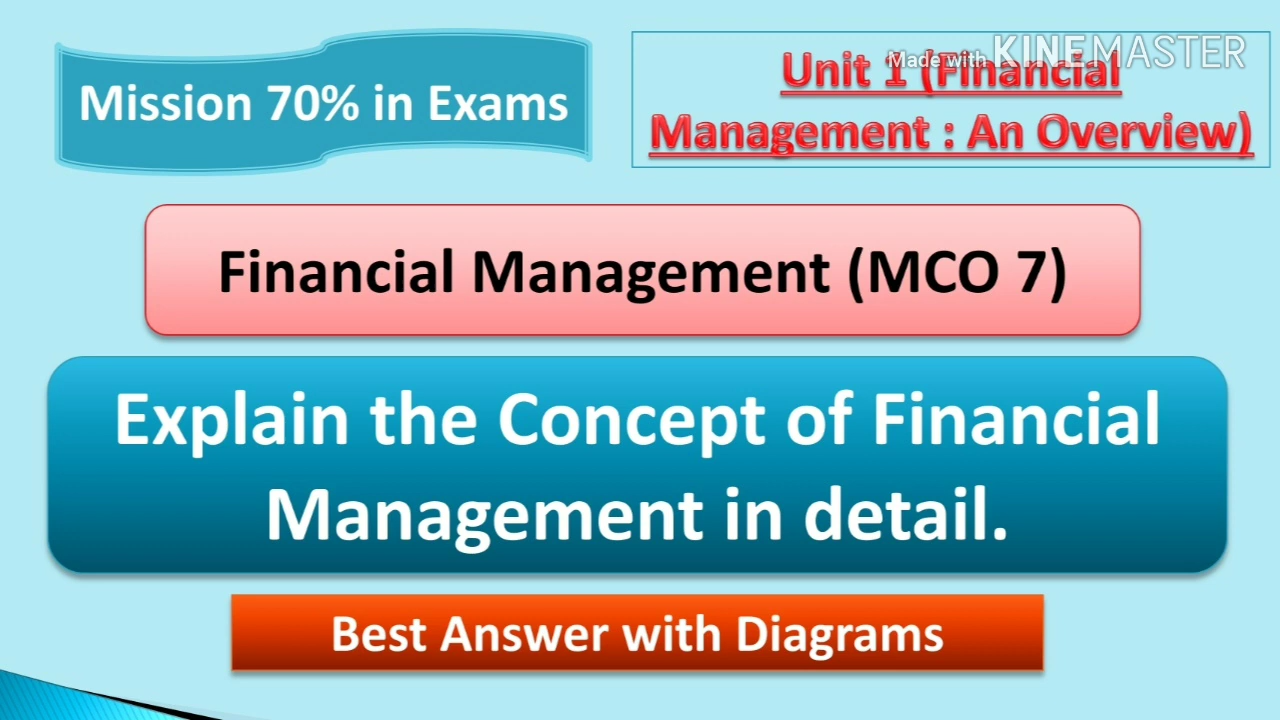 Mission 70% in Exams
Made with KINEMASTER
Unit 1 (Financial
Management : An Overview)
Financial Management (MCO 7)
Explain the Concept of Financial
Management in detail.
Best Answer with Diagrams